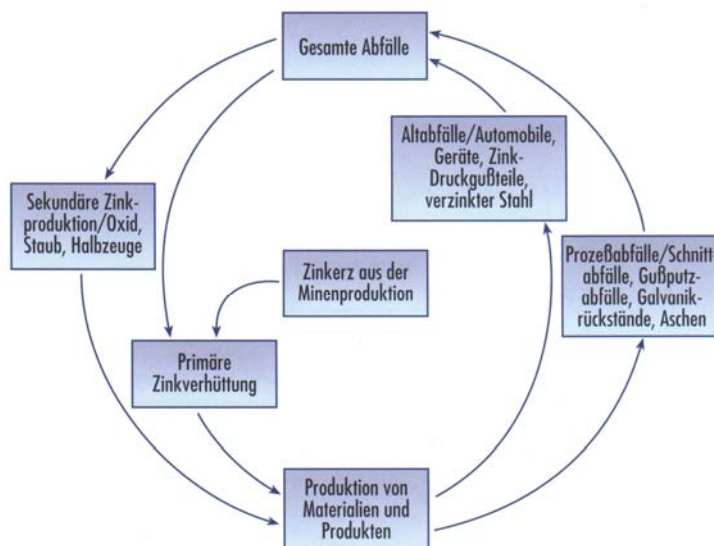 Gesamte Abfälle
Altabfälle/Automobile,
Geräte, Zink-
Druckgußteile,
verzinkter Stahl
Sekundäre Zink-
produktion/Oxid,
Staub, Halbzeuge
Prozeßabfälle/Schnitt-
abfälle, Gußputz-
abfälle, Galvanik-
rückstände, Aschen
Zinkerz aus der
Minenproduktion
Primäre
Zinkverhüttung
Produktion von
Materialien und
Produkten